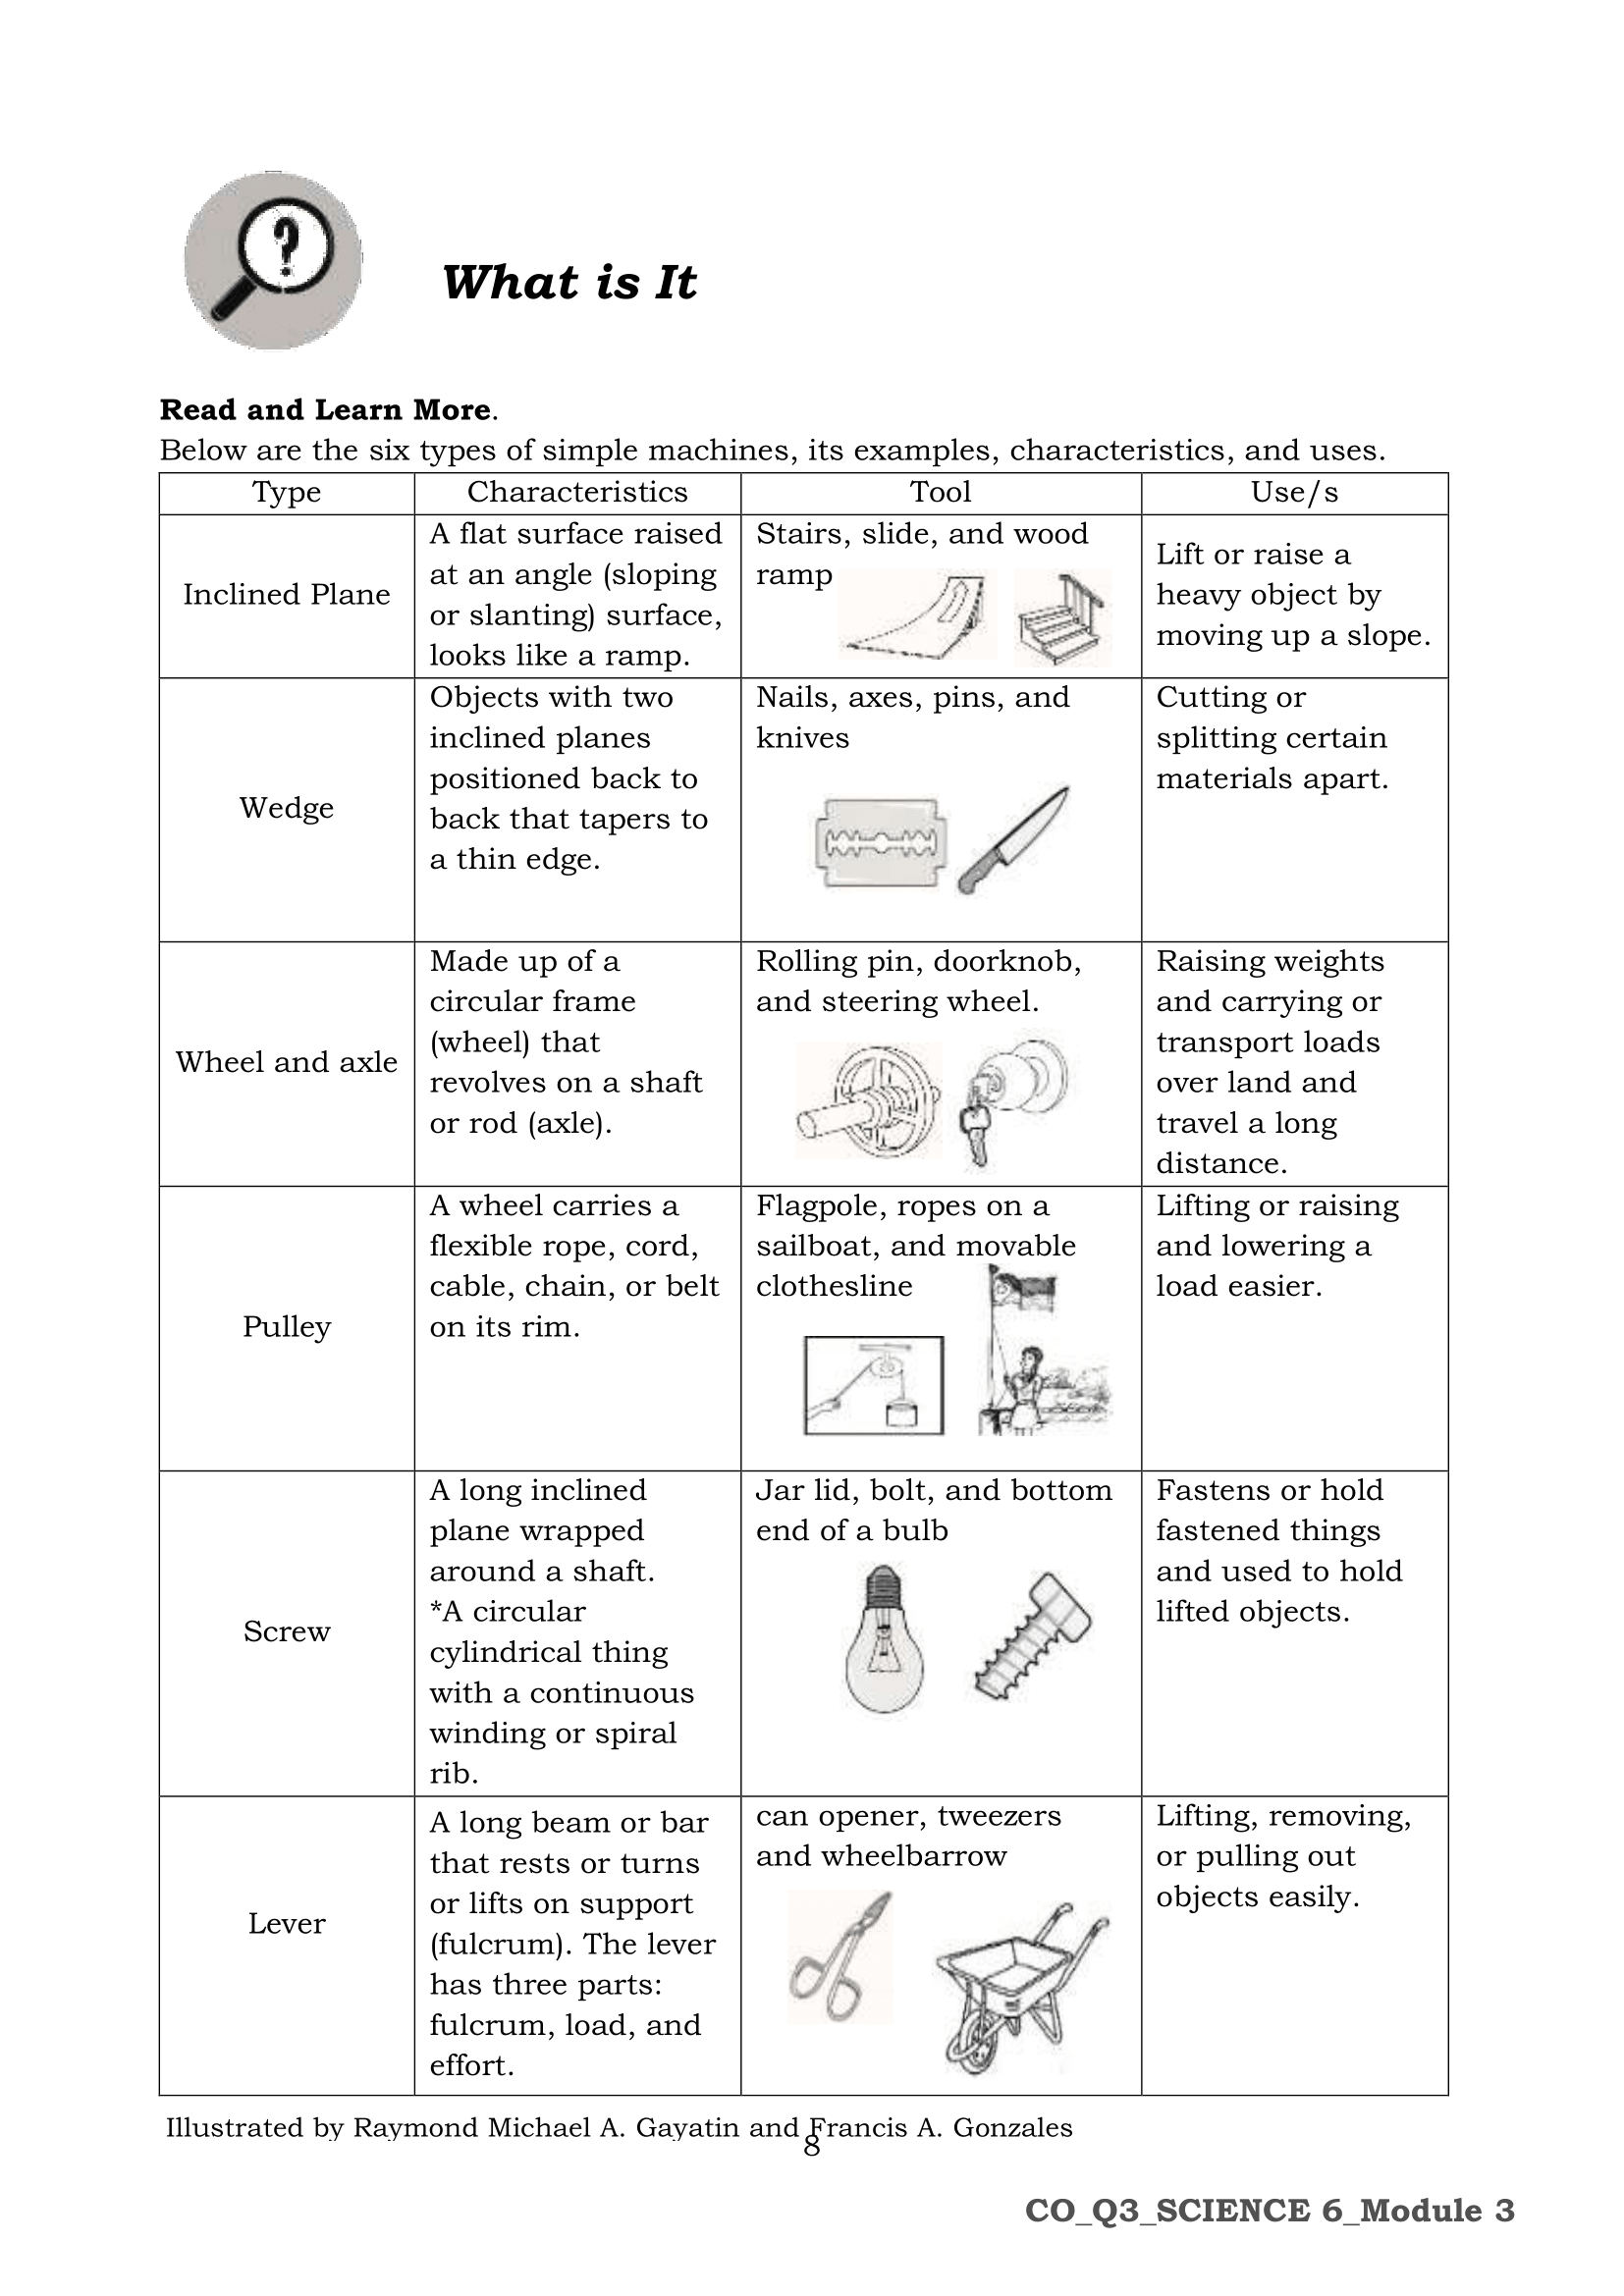 ?
What is It
Read and Learn More.
Below are the six types of simple machines, its examples, characteristics, and uses.
Type
Characteristics
Tool
Use/s
Inclined Plane
A flat surface raised
at an angle (sloping
or slanting) surface,
looks like a ramp.
Stairs, slide, and wood
ramp
Lift or raise a
heavy object by
moving up a slope.
Wedge
Objects with two
inclined planes
positioned back to
back that tapers to
a thin edge.
Nails, axes, pins, and
knives
Cutting or
splitting certain
materials apart.
Wheel and axle
Made up of a
circular frame
(wheel) that
revolves on a shaft
or rod (axle).
Rolling pin, doorknob,
and steering wheel.
Raising weights
and carrying or
transport loads
over land and
travel a long
distance.
Pulley
A wheel carries a
flexible rope, cord,
cable, chain, or belt
on its rim.
Flagpole, ropes on a
sailboat, and movable
clothesline
Lifting or raising
and lowering a
load easier.
Screw
A long inclined
plane wrapped
around a shaft.
*A circular
cylindrical thing
with a continuous
winding or spiral
rib.
Jar lid, bolt, and bottom
end of a bulb
Fastens or hold
fastened things
and used to hold
lifted objects.
Lever
A long beam or bar
that rests or turns
or lifts on support
(fulcrum). The lever
has three parts:
fulcrum, load, and
effort.
can opener, tweezers
and wheelbarrow
Lifting, removing,
or pulling out
objects easily.
Illustrated by Raymond Michael A. Gayatin and Francis A. Gonzales
8
CO_Q3_SCIENCE 6_Module 3